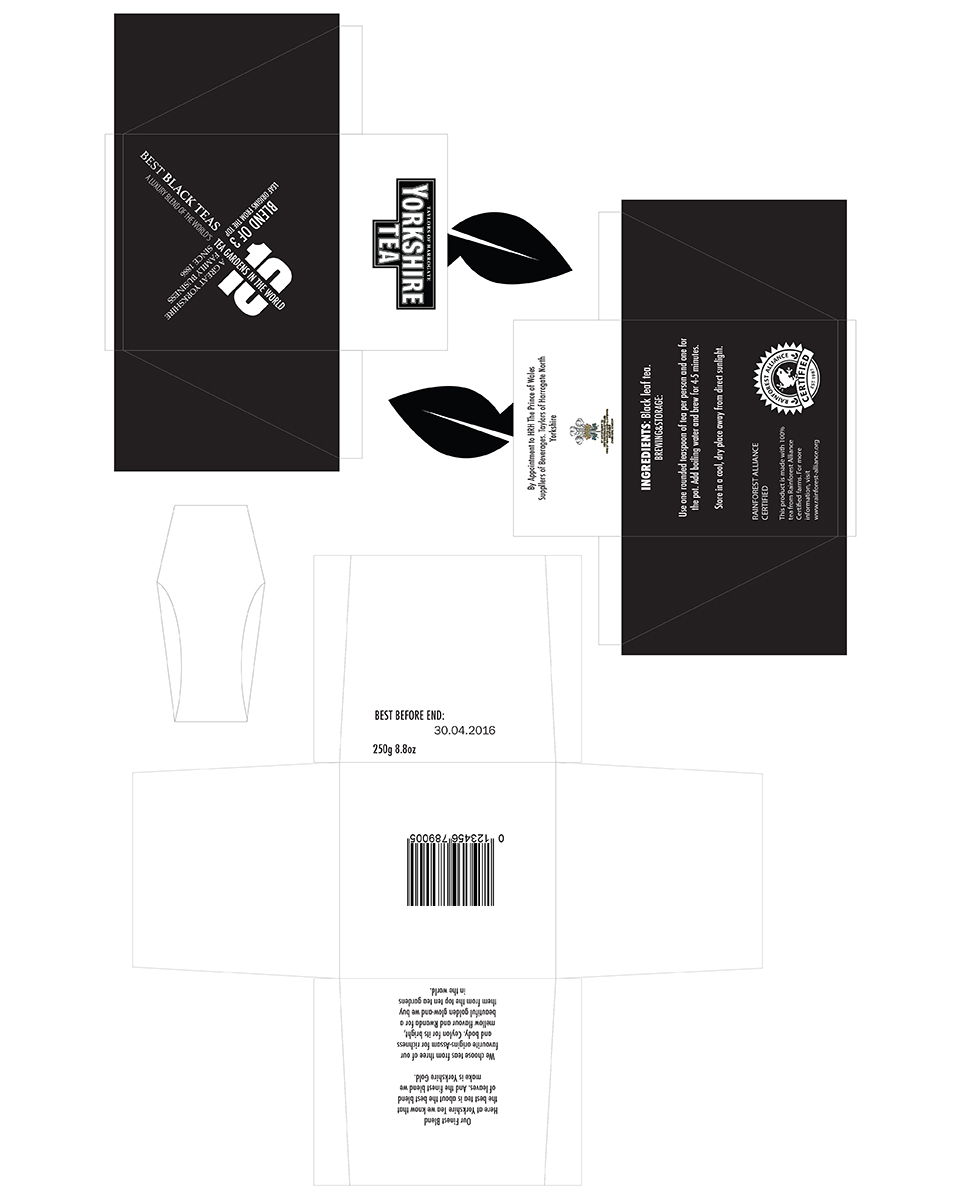 BEST BLACK TEAS
A LUXURY BLEND OF THE WORLD'S
LEAF ORIGINS FROM THE TOP
BLEND OF 3
10
TEA GARDENS IN THE WORLD
A GREAT YORKSHIRE
FAMILY BUSINESS
SINCE 1886
TAYLORS OF HARROGATE
YORKSHIRE
TEA
By Appointment to HRH The Prince of Wales
Suppliers of Beverages. Taylers of Harrogate North
Yorkshire
INGREDIENTS: Black leaf tea.
BREWING&STORAGE:
Use one rounded teaspoon of tea per person and one for
the pot. Add boiling water and brew for 4-5 minutes.
Store in a cool, dry place away from direct sunlight.
RAINFOREST ALLIANCE
CERTIFIED
EST. 1987
RAINFOREST ALLIANCE
CERTIFIED
This product is made with 100%
tea from Rainforest Alliance
Certified farms. For more
information, visit
www.rainforest-alliance.org
BEST BEFORE END:
30.04.2016
250g 8.8oz
0 123456 789005
Our Finest Blend
Here at Yorkshire Tea we know that
the best tea is about the best blend
of leaves. And the finest blend we
make is Yorkshire Gold.
We choose teas from three of our
favourite origins-Assam for richness
and body, Ceylon for its bright,
mellow flavour and Rwanda for a
beautiful golden glow-and we buy
them from the top ten tea gardens
in the world.